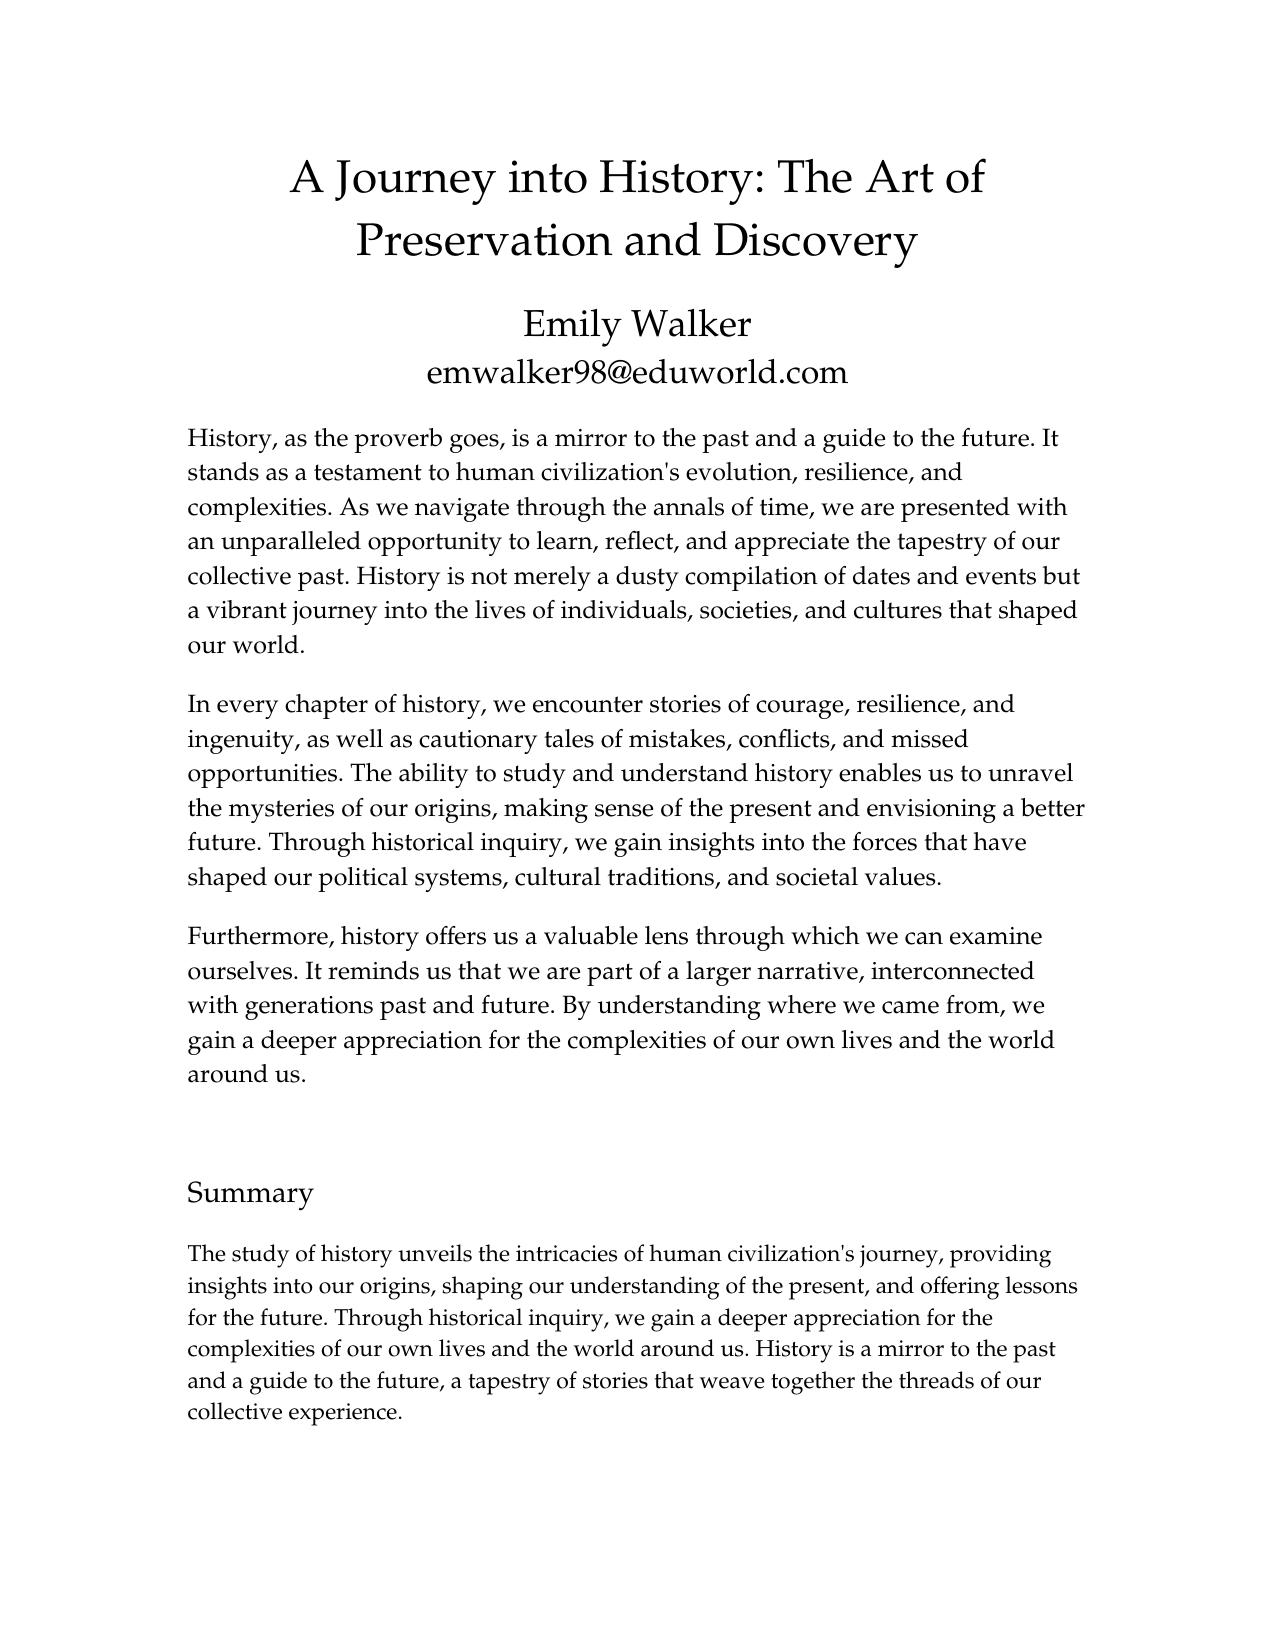 A Journey into History: The Art of
Preservation and Discovery
Emily Walker
emwalker98@eduworld.com
History, as the proverb goes, is a mirror to the past and a guide to the future. It
stands as a testament to human civilization's evolution, resilience, and
complexities. As we navigate through the annals of time, we are presented with
an unparalleled opportunity to learn, reflect, and appreciate the tapestry of our
collective past. History is not merely a dusty compilation of dates and events but
a vibrant journey into the lives of individuals, societies, and cultures that shaped
our world.
In every chapter of history, we encounter stories of courage, resilience, and
ingenuity, as well as cautionary tales of mistakes, conflicts, and missed
opportunities. The ability to study and understand history enables us to unravel
the mysteries of our origins, making sense of the present and envisioning a better
future. Through historical inquiry, we gain insights into the forces that have
shaped our political systems, cultural traditions, and societal values.
Furthermore, history offers us a valuable lens through which we can examine
ourselves. It reminds us that we are part of a larger narrative, interconnected
with generations past and future. By understanding where we came from, we
gain a deeper appreciation for the complexities of our own lives and the world
around us.
Summary
The study of history unveils the intricacies of human civilization's journey, providing
insights into our origins, shaping our understanding of the present, and offering lessons
for the future. Through historical inquiry, we gain a deeper appreciation for the
complexities of our own lives and the world around us. History is a mirror to the past
and a guide to the future, a tapestry of stories that weave together the threads of our
collective experience.